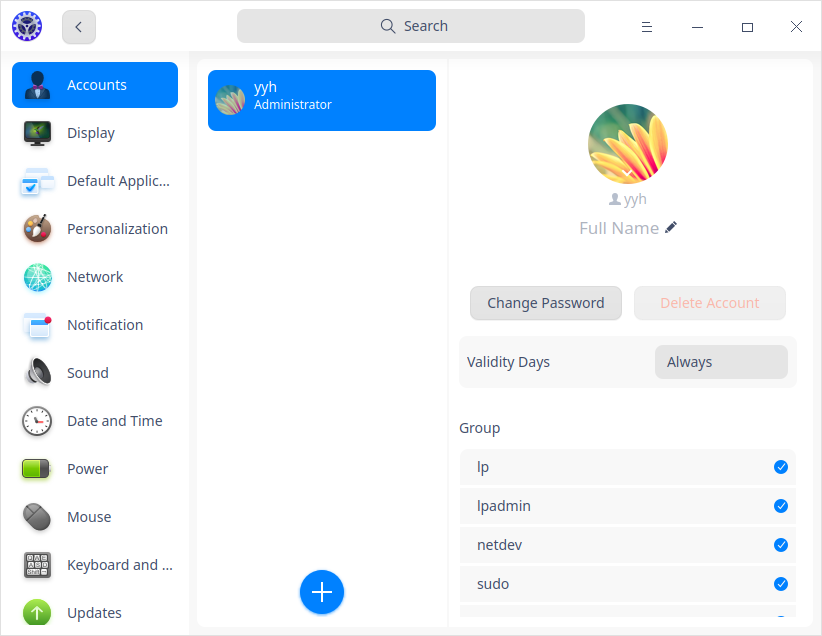 Search
Accounts
Display
Default Applic...
Personalization
Network
Notification
Sound
Date and Time
Power
Mouse
Keyboard and ...
Updates
yyh
Administrator
yyh
Full Name
Change Password
Delete Account
Validity Days
Always
Group
lp
lpadmin
netdev
sudo